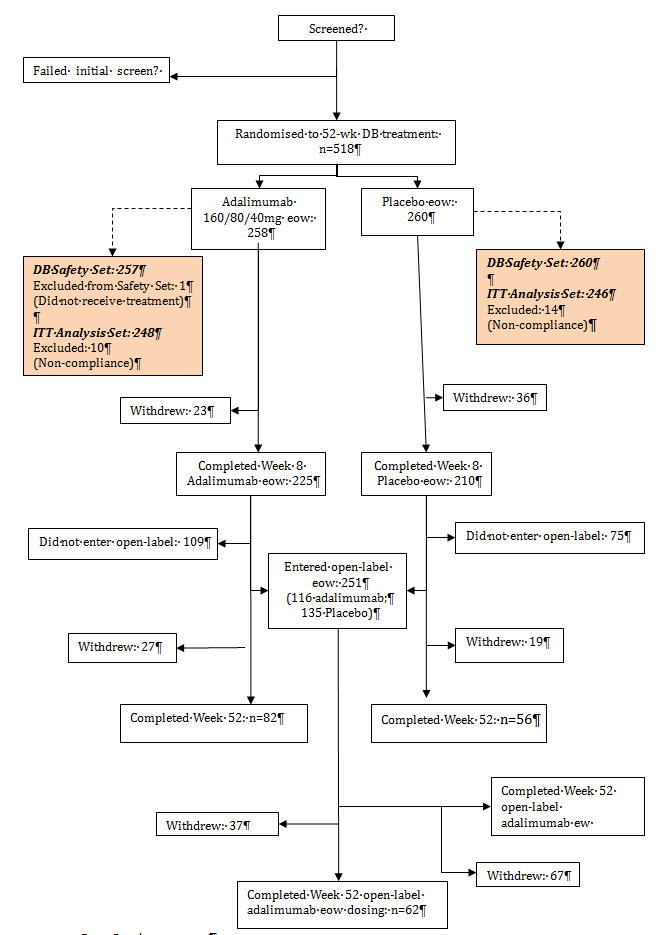 Screened?·
Failed· initial· screen?·
Randomised·to·52-wk·DB·treatment:·
n=518¶
Adalimumab·
160/80/40mg·eow:·
258¶
Placebo·eow:·
260¶
DB·Safety·Set:·257¶
Excluded·from·Safety·Set:·1¶
(Did·not·receive·treatment)¶
¶
ITT·Analysis·Set:·248¶
Excluded:·10¶
(Non-compliance)¶
DB·Safety·Set:·260¶
¶
ITT·Analysis·Set:·246¶
Excluded:·14¶
(Non-compliance)¶
Withdrew:·23¶
Withdrew:·36¶
Completed·Week·8·
Adalimumab·eow:·225¶
Completed·Week·8·
Placebo·eow:·210¶
Did·not·enter·open-label:·109¶
Did·not·enter·open-label:·75¶
Entered·open-label·
eow:·251¶
(116·adalimumab;¶
135·Placebo)¶
Withdrew:·27¶
Withdrew:·19¶
Completed·Week·52:·n=82¶
Completed·Week·52:·n=56¶
Completed·Week·52·
open-label·
adalimumab·ew·
Withdrew:·37¶
Withdrew:·67¶
Completed·Week·52·open-label·
adalimumab·eow·dosing:·n=62¶